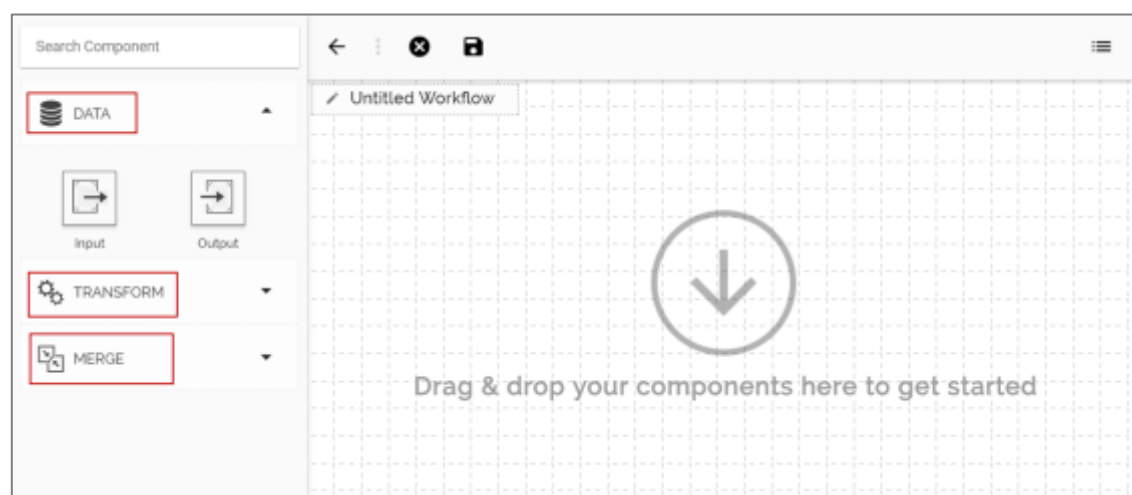 Search Component
Untitled Workflow
DATA
Input
Output
TRANSFORM
MERGE
Drag & drop your components here to get started